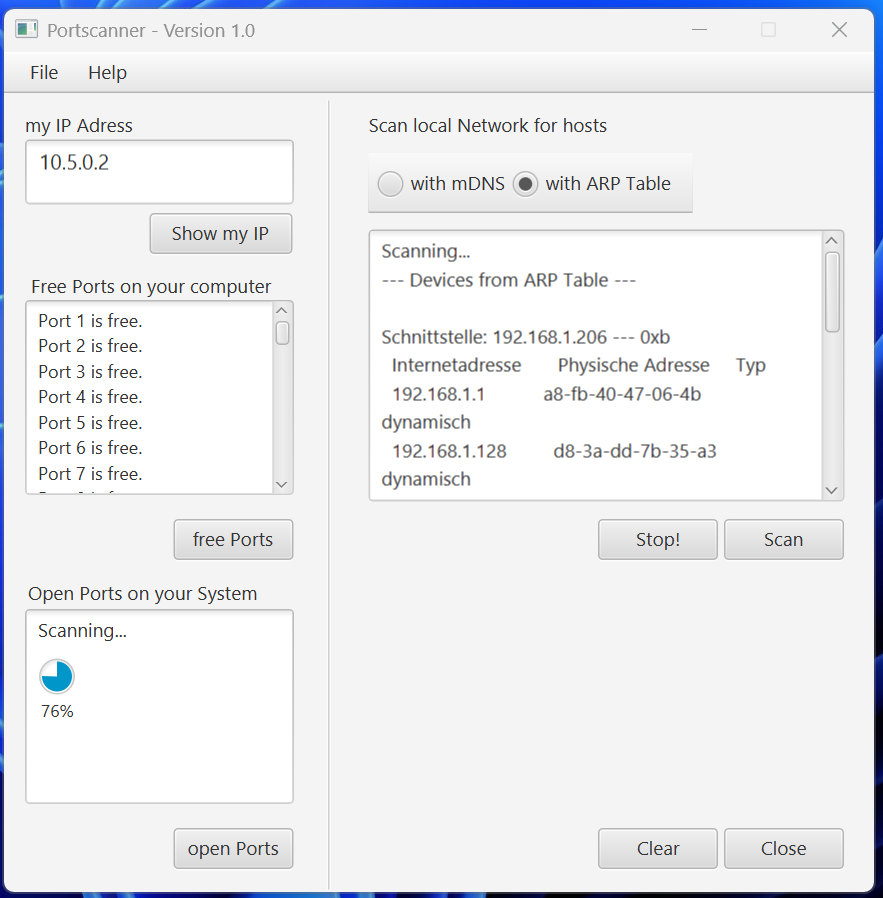 Portscanner - Version 1.0
File Help
my IP Adress
10.5.0.2
Show my IP
Free Ports on your computer
Port 1 is free.
Port 2 is free.
Port 3 is free.
Port 4 is free.
Port 5 is free.
Port 6 is free.
Port 7 is free.
free Ports
Open Ports on your System
Scanning...
76%
open Ports
Scan local Network for hosts
with mDNS with ARP Table
Scanning...
--- Devices from ARP Table ---
Schnittstelle: 192.168.1.206 --- 0xb
Internetadresse Physische Adresse Typ
192.168.1.1 a8-fb-40-47-06-4b
dynamisch
192.168.1.128 d8-3a-dd-7b-35-a3
dynamisch
Stop! Scan
Clear Close